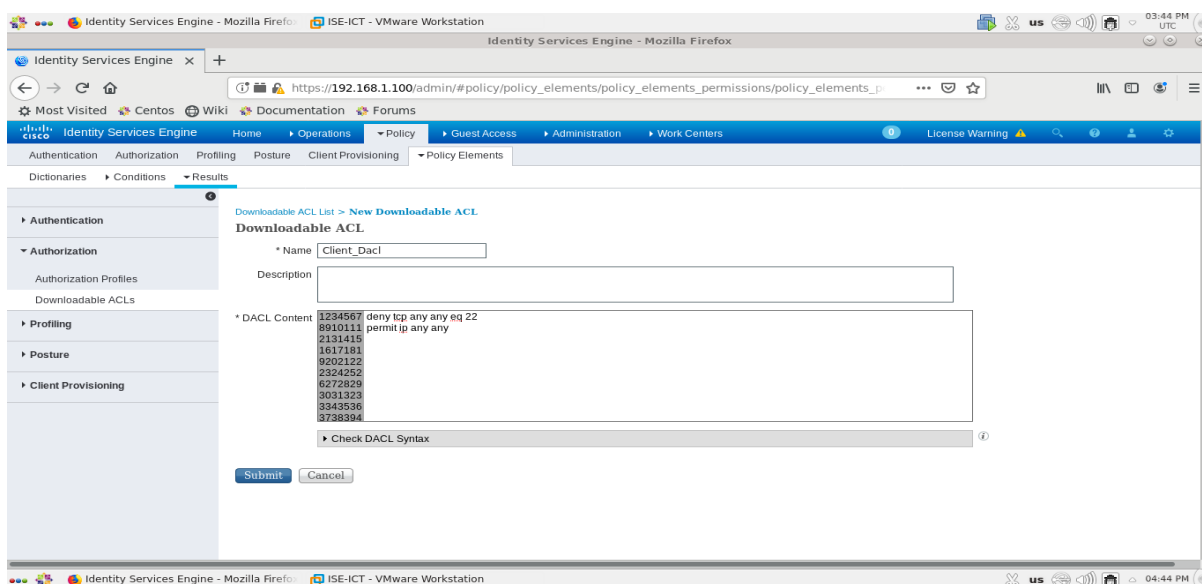 Identity Services Engine - Mozilla Firefo ISE-ICT - VMware Workstation us 03:44 PM
UTC
Identity Services Engine - Mozilla Firefox
Identity Services Engine × +
https://192.168.1.100/admin/#policy/policy_elements/policy_elements_permissions/policy_elements_p
Most Visited Centos Wiki Documentation Forums
cisco Identity Services Engine Home Operations Policy Guest Access Administration Work Centers 0 License Warning
Authentication Authorization Profiling Posture Client Provisioning Policy Elements
Dictionaries Conditions Results
Authentication
Authorization
Authorization Profiles
Downloadable ACLs
Profiling
Posture
Client Provisioning
Downloadable ACL List > New Downloadable ACL
Downloadable ACL
* Name Client_Dacl
Description
* DACL Content 1234567 deny tcp any any eq 22
8910111 permit ip any any
2131415
1617181
9202122
2324252
6272829
3031323
3343536
3738394
Check DACL Syntax
Submit Cancel
Identity Services Engine - Mozilla Firefo ISE-ICT - VMware Workstation us 04:44 PM